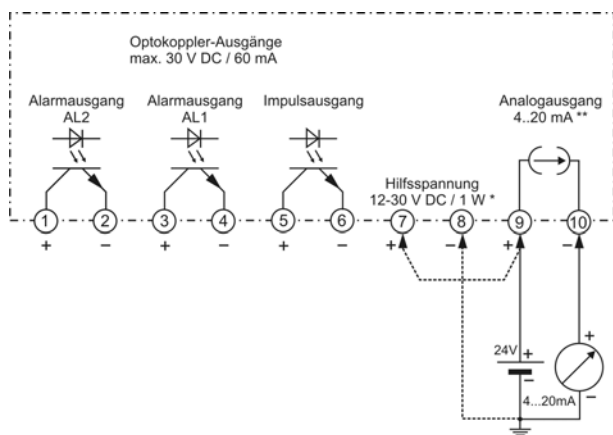 Optokoppler-Ausgänge
max. 30 V DC / 60 mA
Alarmausgang
AL2
Alarmausgang
AL1
Impulsausgang
Analogausgang
4..20 mA **
Hilfsspannung
12-30 V DC / 1 W *
1 2 3 4 5 6 7 8 9 10
+ − + − + − + − + −
24V + +
− −
4...20mA